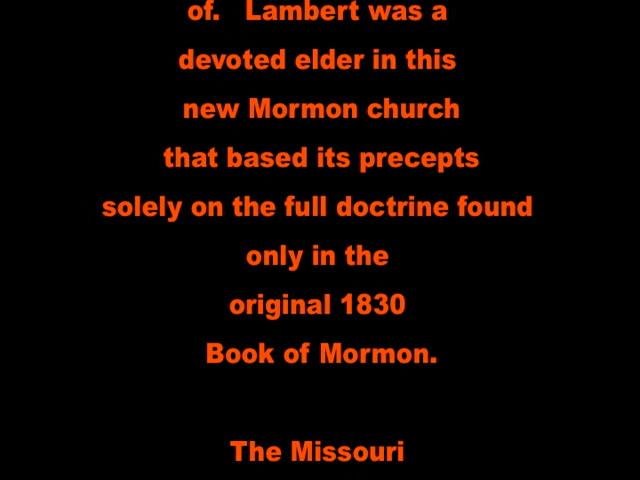 of. Lambert was a
devoted elder in this
new Mormon church
that based its precepts
solely on the full doctrine found
only in the
original 1830
Book of Mormon.
The Missouri